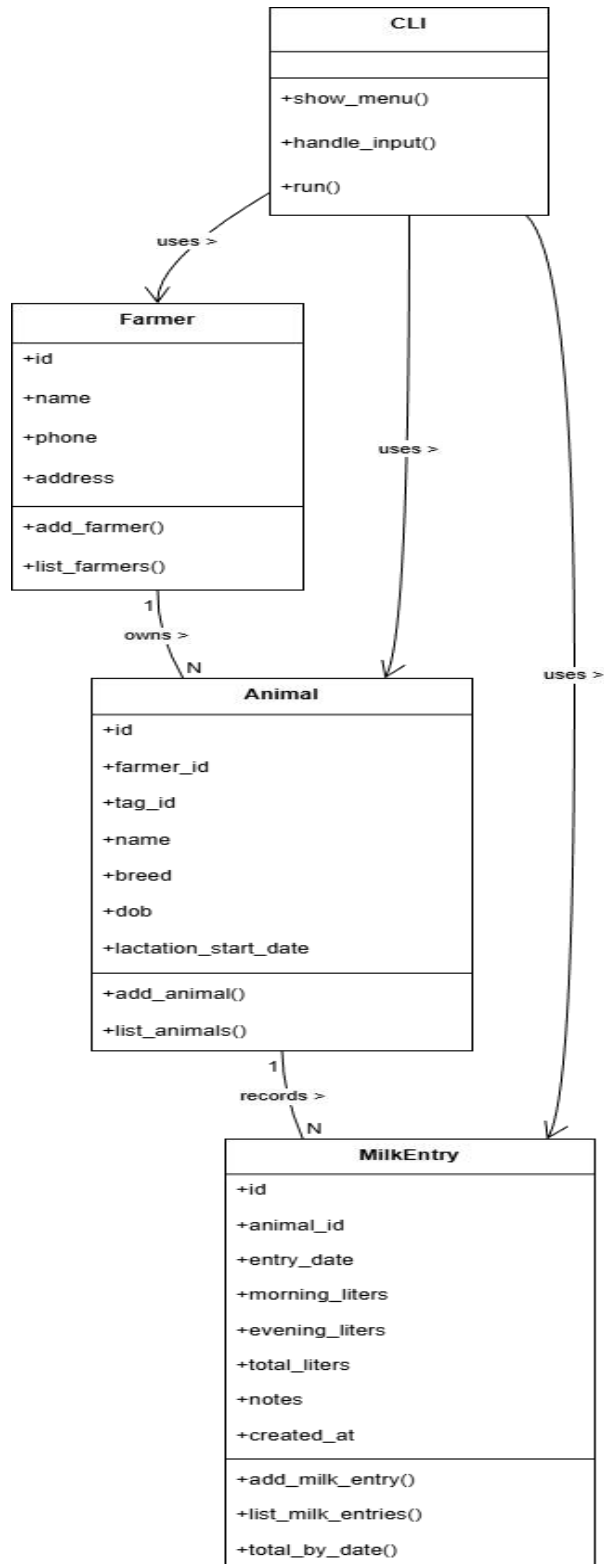 CLI
+show_menu()
+handle_input()
+run()
uses >
Farmer
+id
+name
+phone
+address
+add_farmer()
+list_farmers()
uses >
1
owns >
N
uses >
Animal
+id
+farmer_id
+tag_id
+name
+breed
+dob
+lactation_start_date
+add_animal()
+list_animals()
1
records >
N
MilkEntry
+id
+animal_id
+entry_date
+morning_liters
+evening_liters
+total_liters
+notes
+created_at
+add_milk_entry()
+list_milk_entries()
+total_by_date()